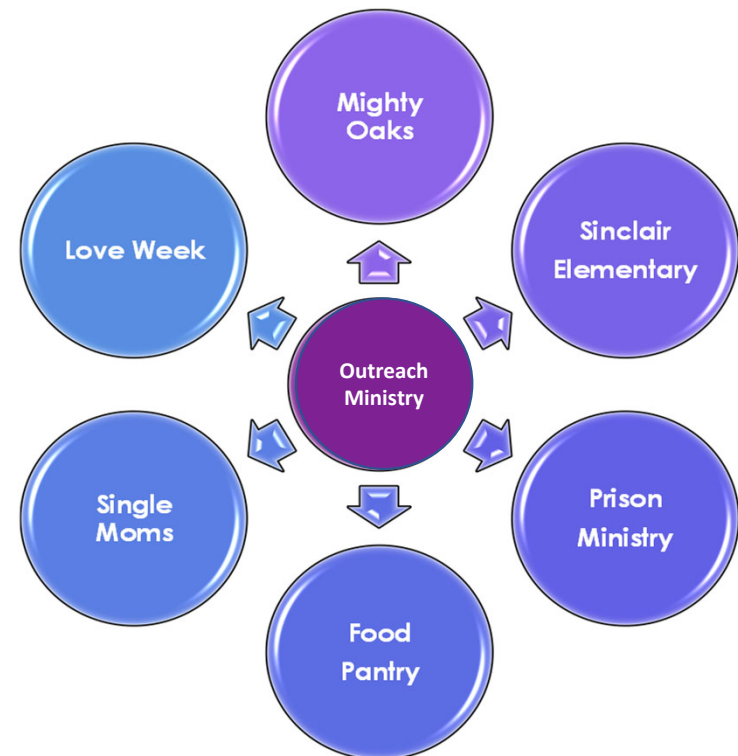 Mighty
Oaks
Love Week
Sinclair
Elementary
Outreach
Ministry
Single
Moms
Prison
Ministry
Food
Pantry